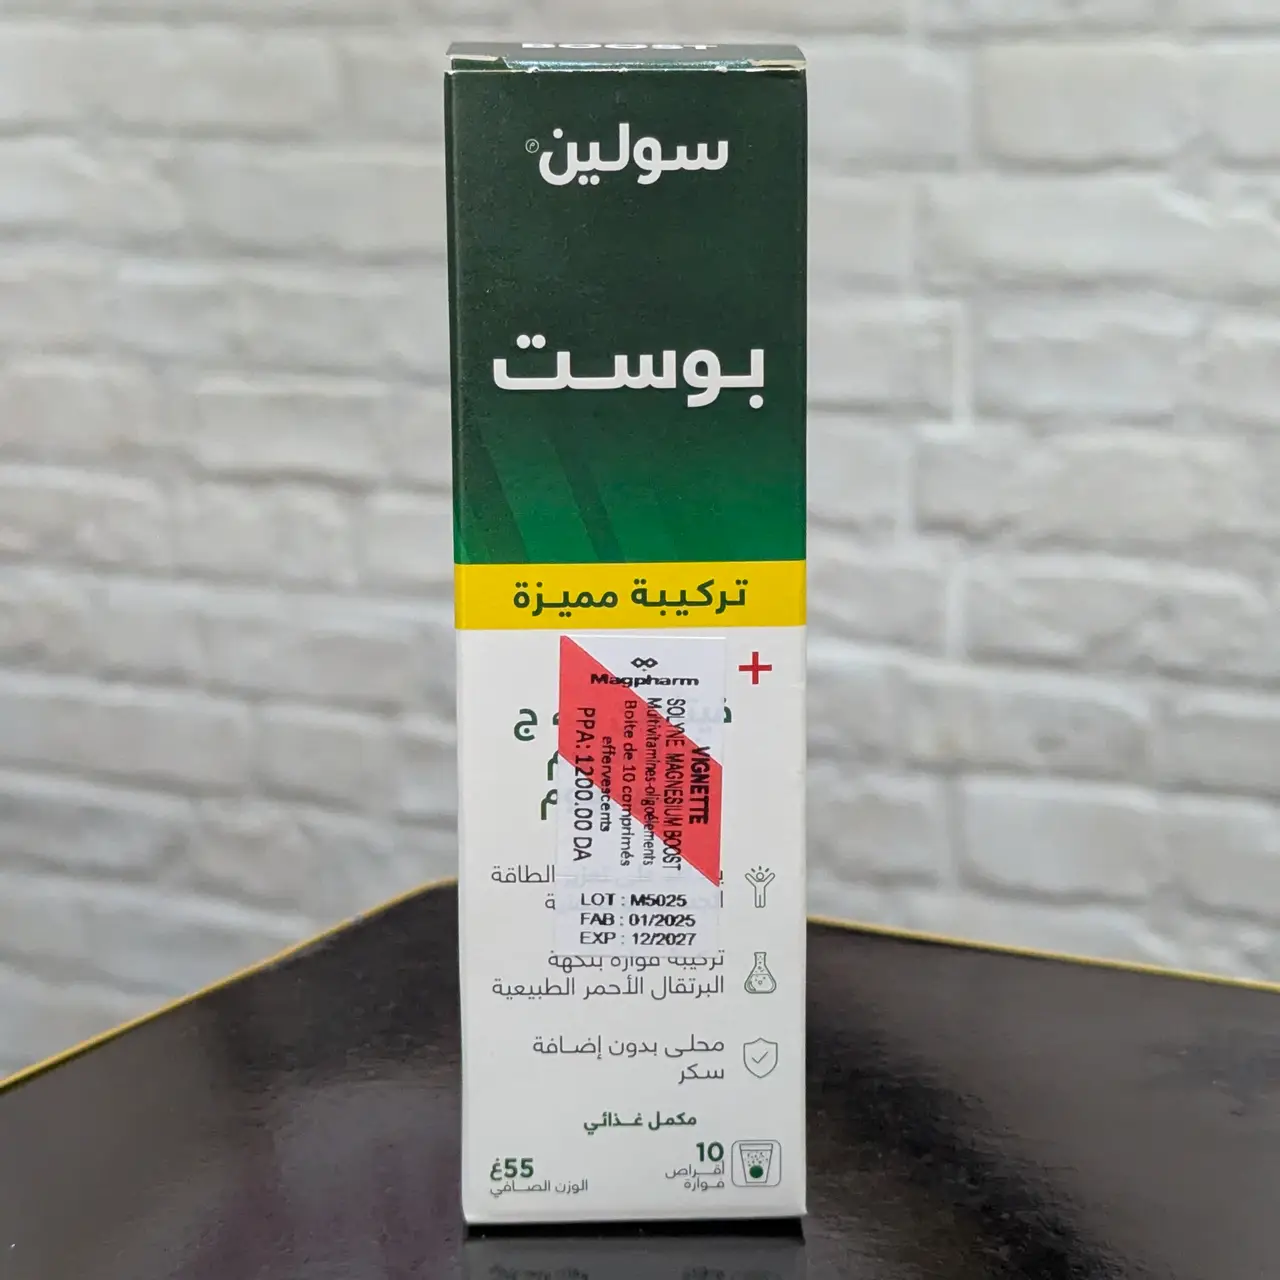 BOOST
سولين
بوست
تركيبة مميزة
Magpharm
VIGNETTE
SOLYNE MAGNESIUM BOOST
Multivitamines-oligoélements
Boite de 10 comprimés
effervescents
PPA: 1200.00 DA
LOT : M5025
FAB : 01/2025
EXP : 12/2027
الطاقة
تركيبة فوارة بنكهة
البرتقال الأحمر الطبيعية
محلى بدون إضافة
سكر
مكمل غذائي
10
أقراص
فوارة
55غ
الوزن الصافي